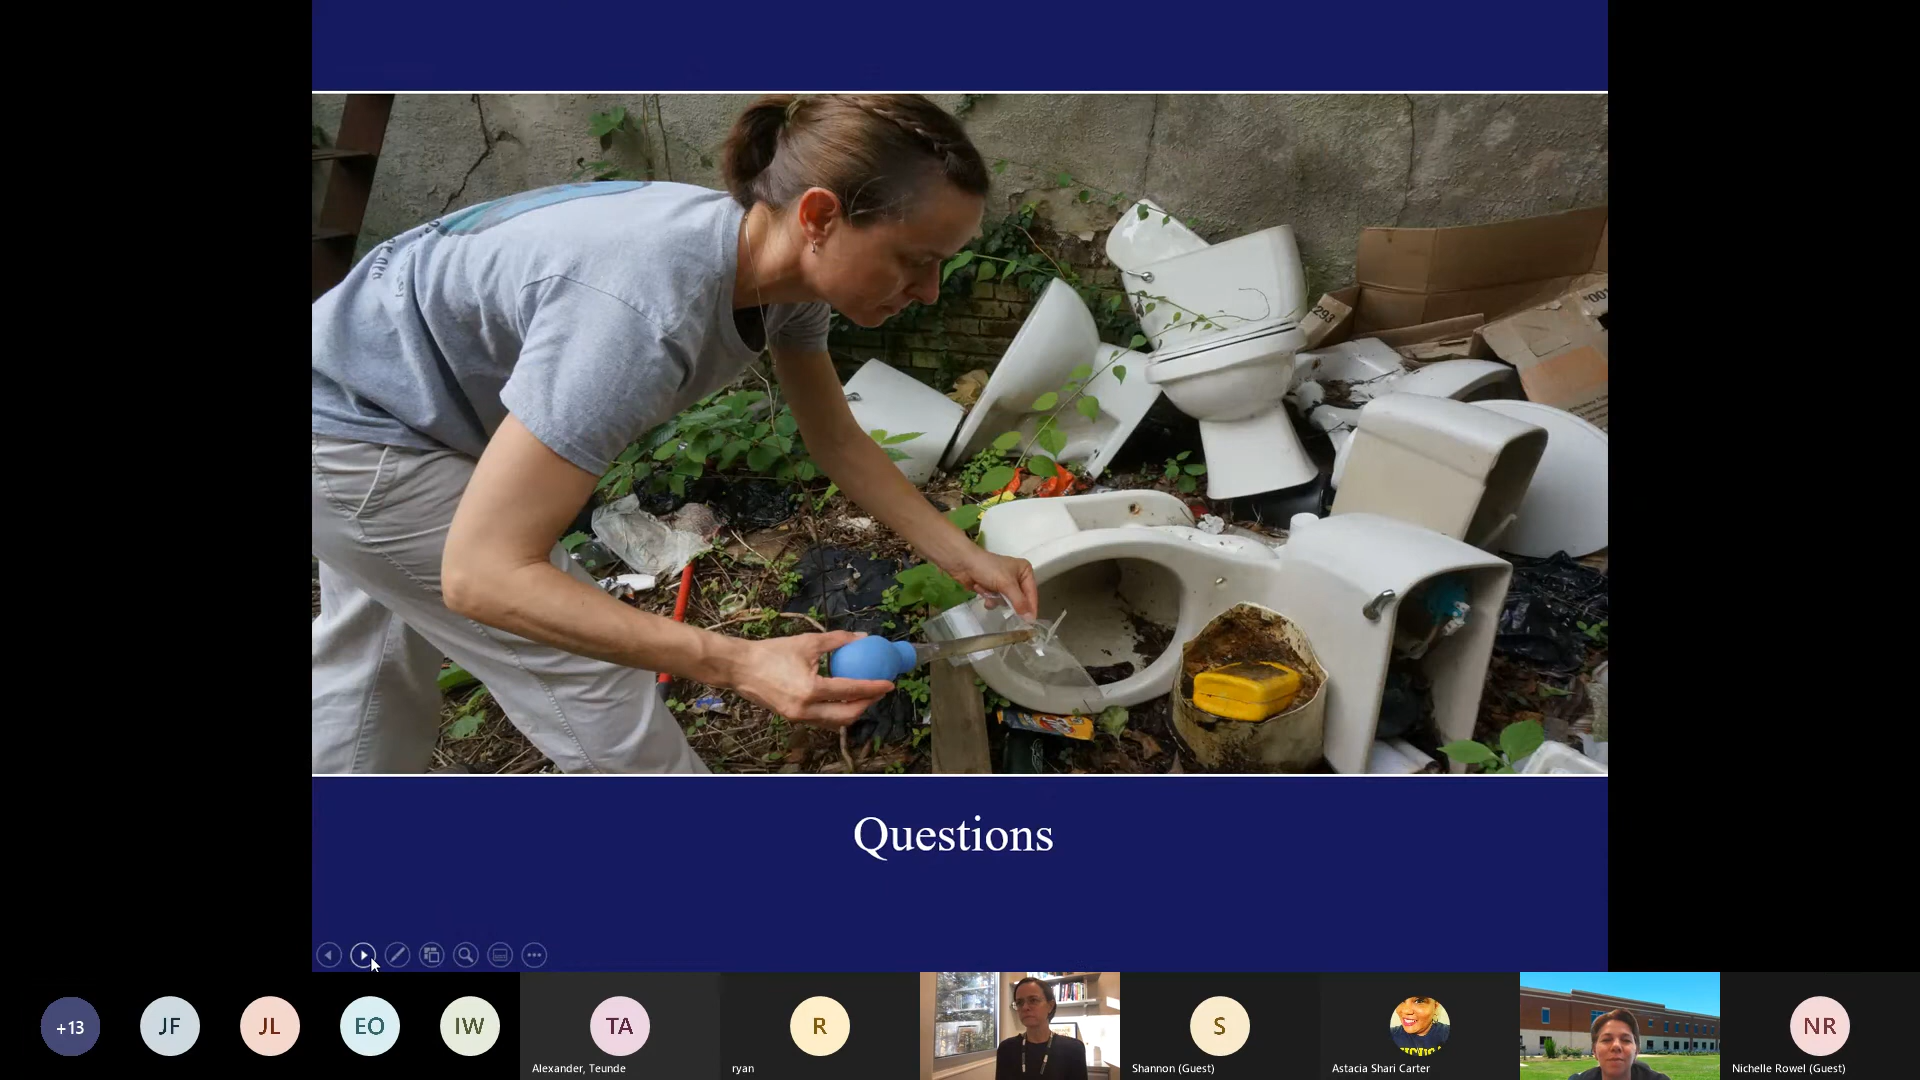 293
"001
Questions
+13
JF
JL
EO
IW
TA
R
S
NR
Alexander, Teunde
ryan
Shannon (Guest)
Astacia Shari Carter
Nichelle Rowel (Guest)